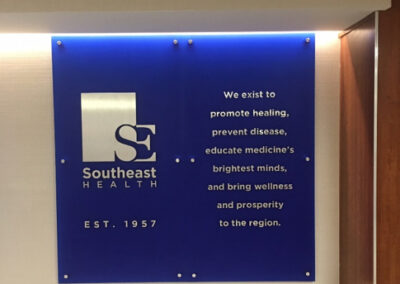 SE
Southeast
HEALTH
EST. 1957
We exist to
promote healing,
prevent disease,
educate medicine's
brightest minds,
and bring wellness
and prosperity
to the region.